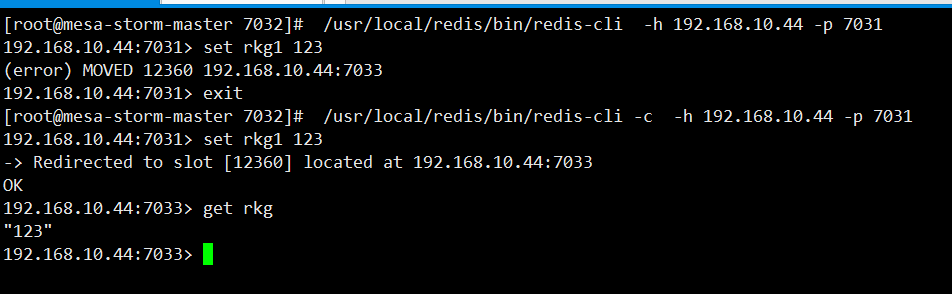 [root@mesa-storm-master 7032]#  /usr/local/redis/bin/redis-cli  -h 192.168.10.44 -p 7031
192.168.10.44:7031> set rkg1 123
(error) MOVED 12360 192.168.10.44:7033
192.168.10.44:7031> exit
[root@mesa-storm-master 7032]#  /usr/local/redis/bin/redis-cli -c  -h 192.168.10.44 -p 7031
192.168.10.44:7031> set rkg1 123
-> Redirected to slot [12360] located at 192.168.10.44:7033
OK
192.168.10.44:7033> get rkg
"123"
192.168.10.44:7033>